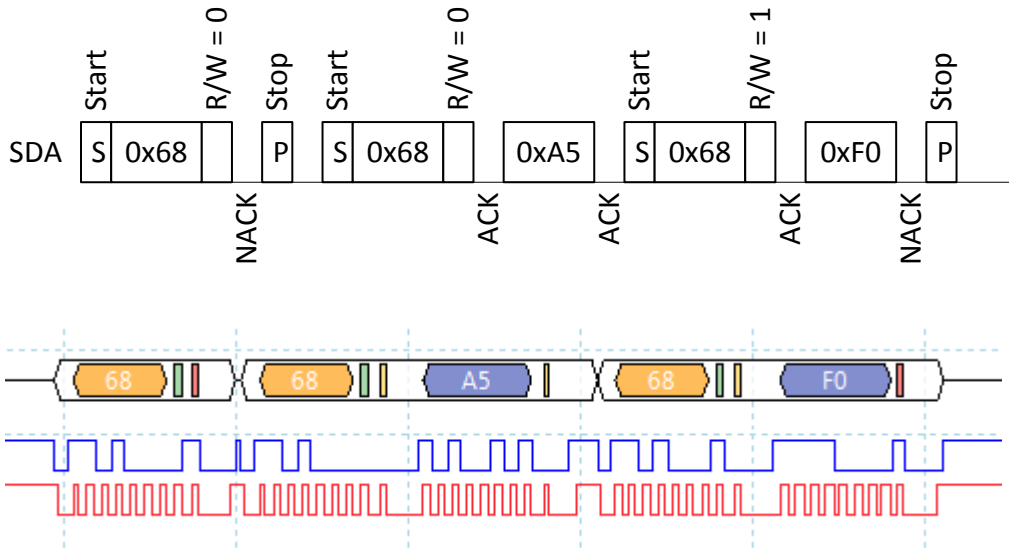 Start
R/W = 0
Stop
Start
R/W = 0
Start
R/W = 1
Stop
SDA S 0x68 P S 0x68 0xA5 S 0x68 0xF0 P
NACK
ACK
ACK
ACK
NACK
68 68 A5 68 F0